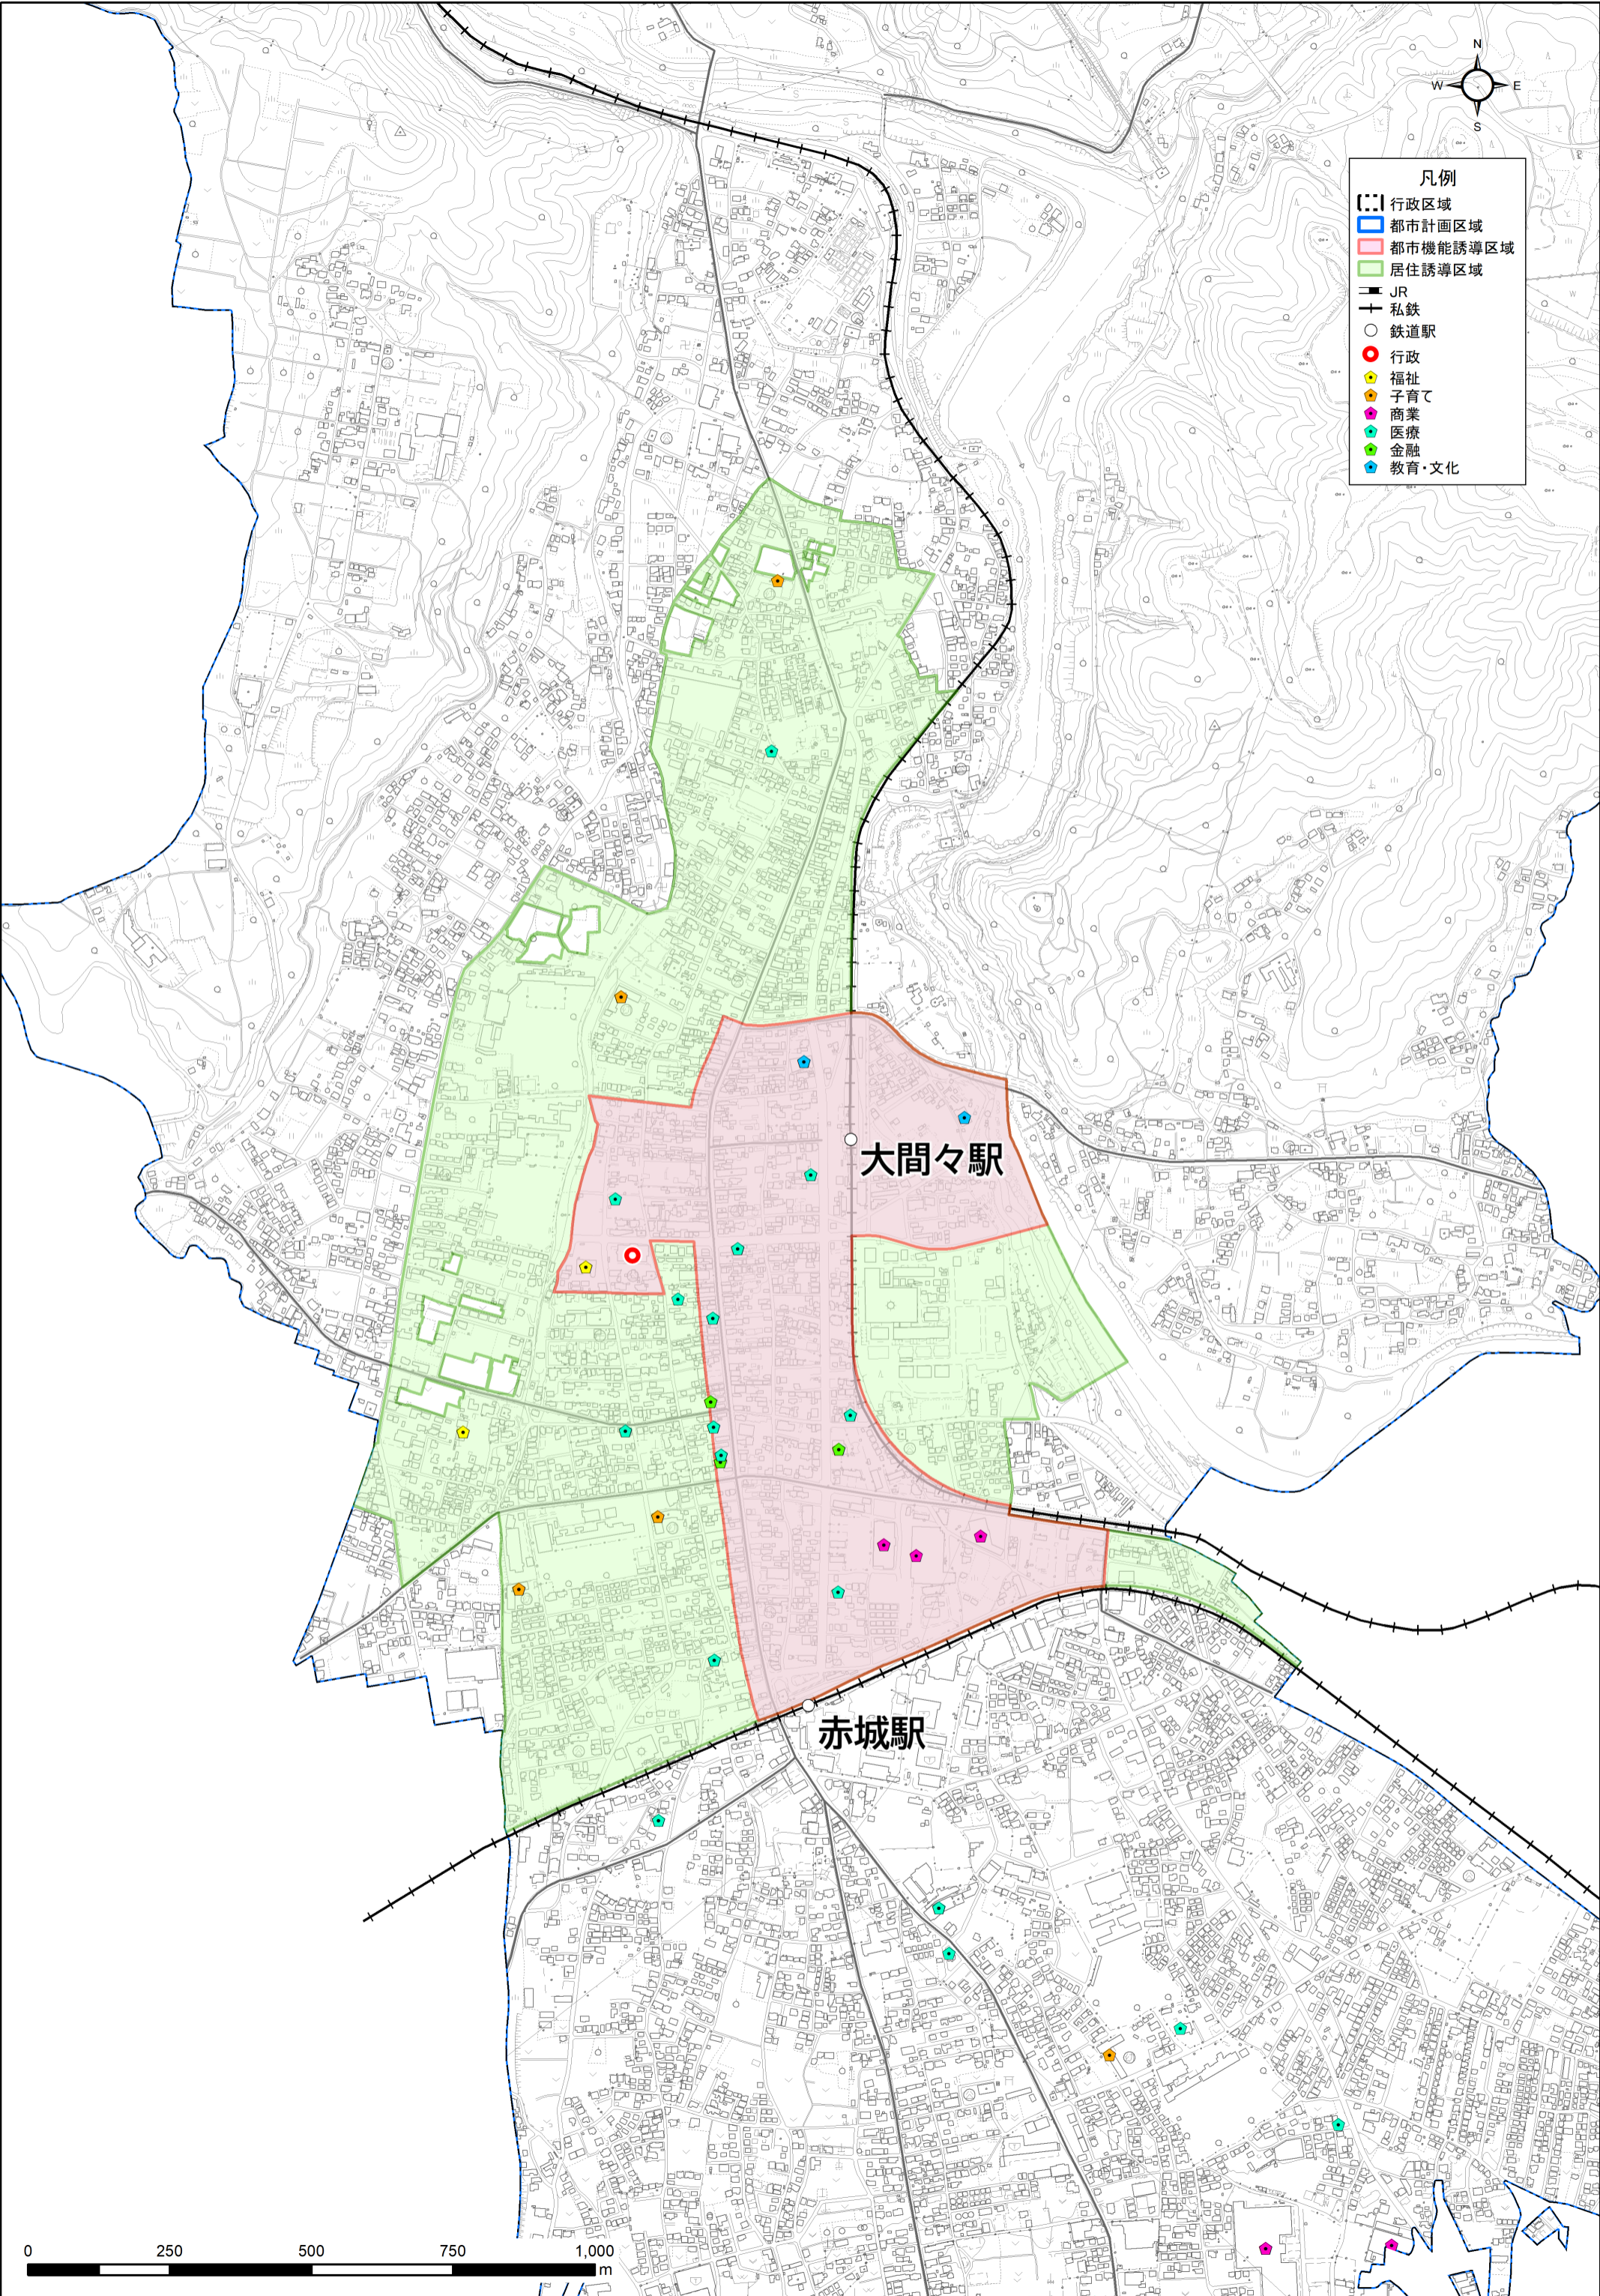 N
W E
S
凡例
行政区域
都市計画区域
都市機能誘導区域
居住誘導区域
JR
私鉄
鉄道駅
行政
福祉
子育て
商業
医療
金融
教育・文化
大間々駅
赤城駅
0 250 500 750 1,000
m